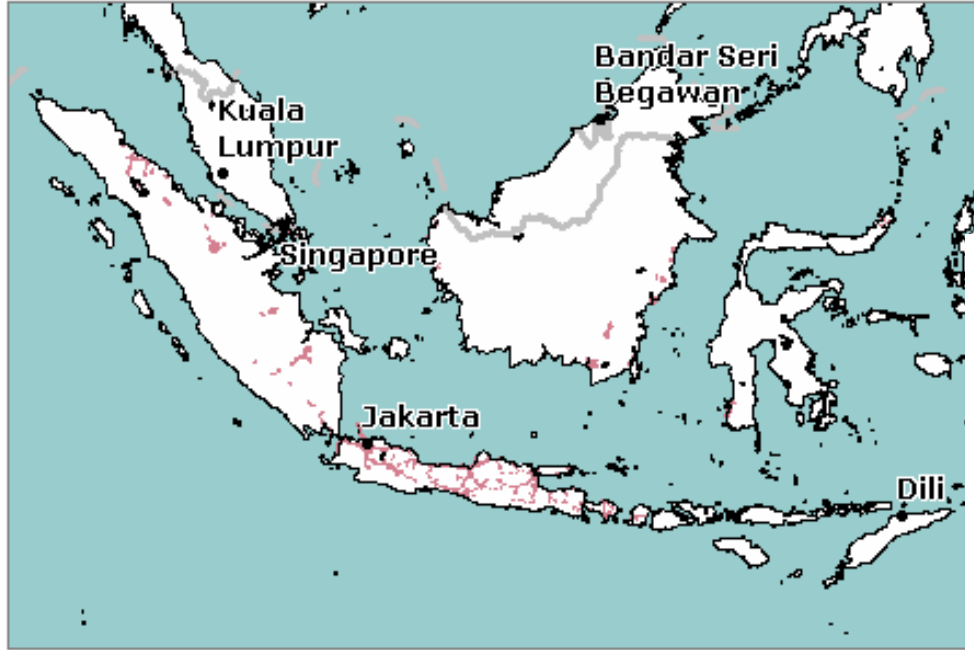 Bandar Seri
Begawan
Kuala
Lumpur
Singapore
Jakarta
Dili